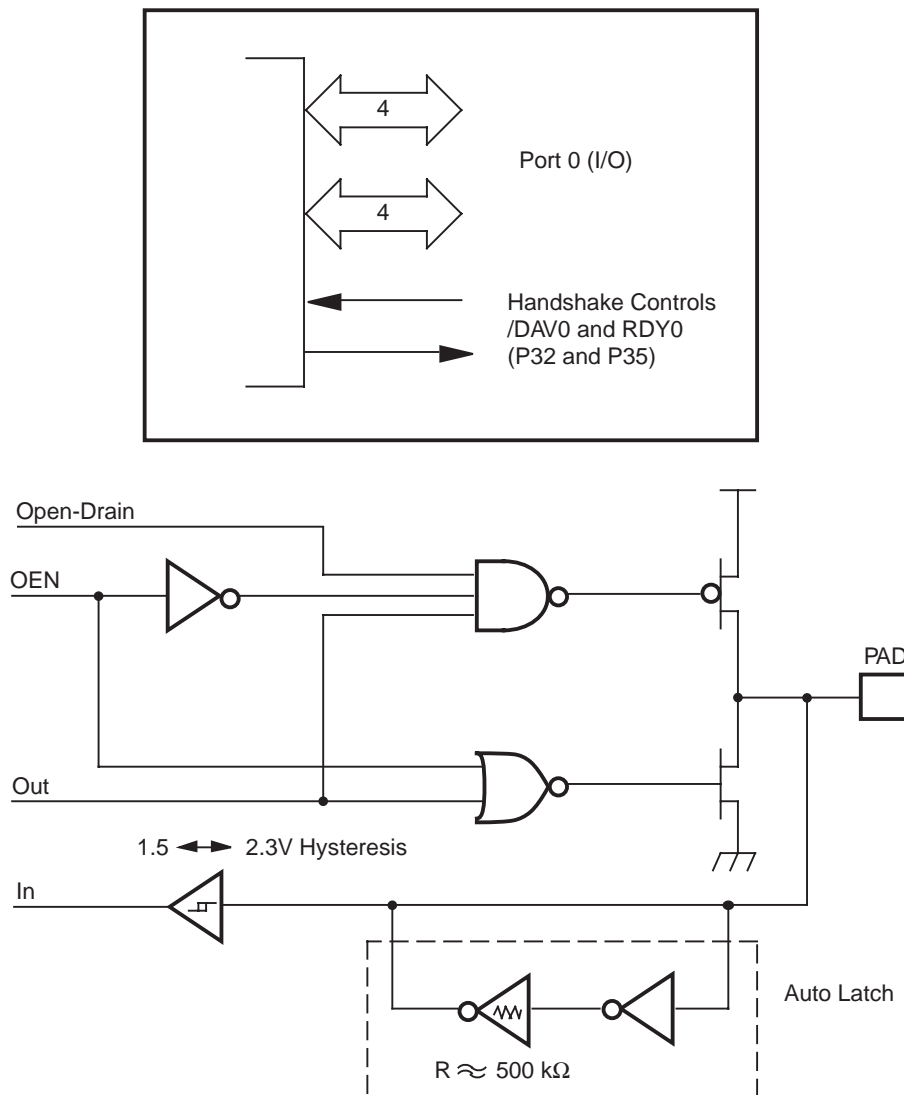 4
Port 0 (I/O)
4
Handshake Controls
/DAV0 and RDY0
(P32 and P35)
Open-Drain
OEN
PAD
Out
1.5 2.3V Hysteresis
In
Auto Latch
R ≈ 500 kΩ